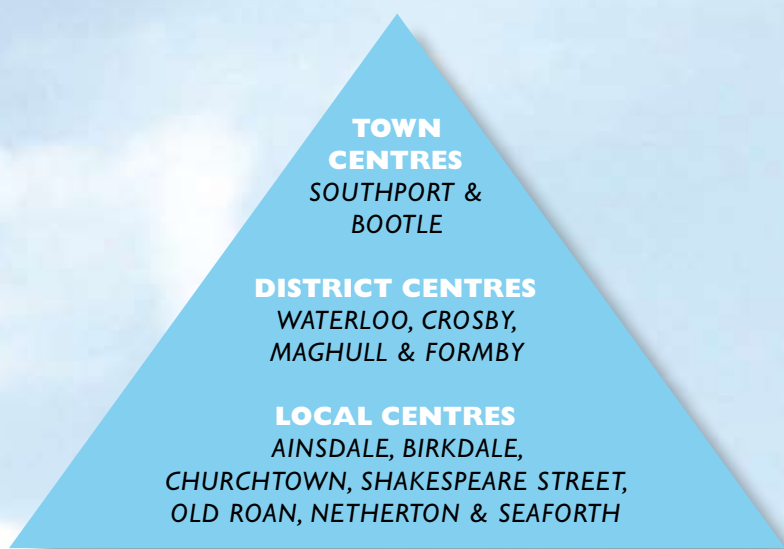 TOWN
CENTRES
SOUTHPORT &
BOOTLE
DISTRICT CENTRES
WATERLOO, CROSBY,
MAGHULL & FORMBY
LOCAL CENTRES
AINSDALE, BIRKDALE,
CHURCHTOWN, SHAKESPEARE STREET,
OLD ROAN, NETHERTON & SEAFORTH